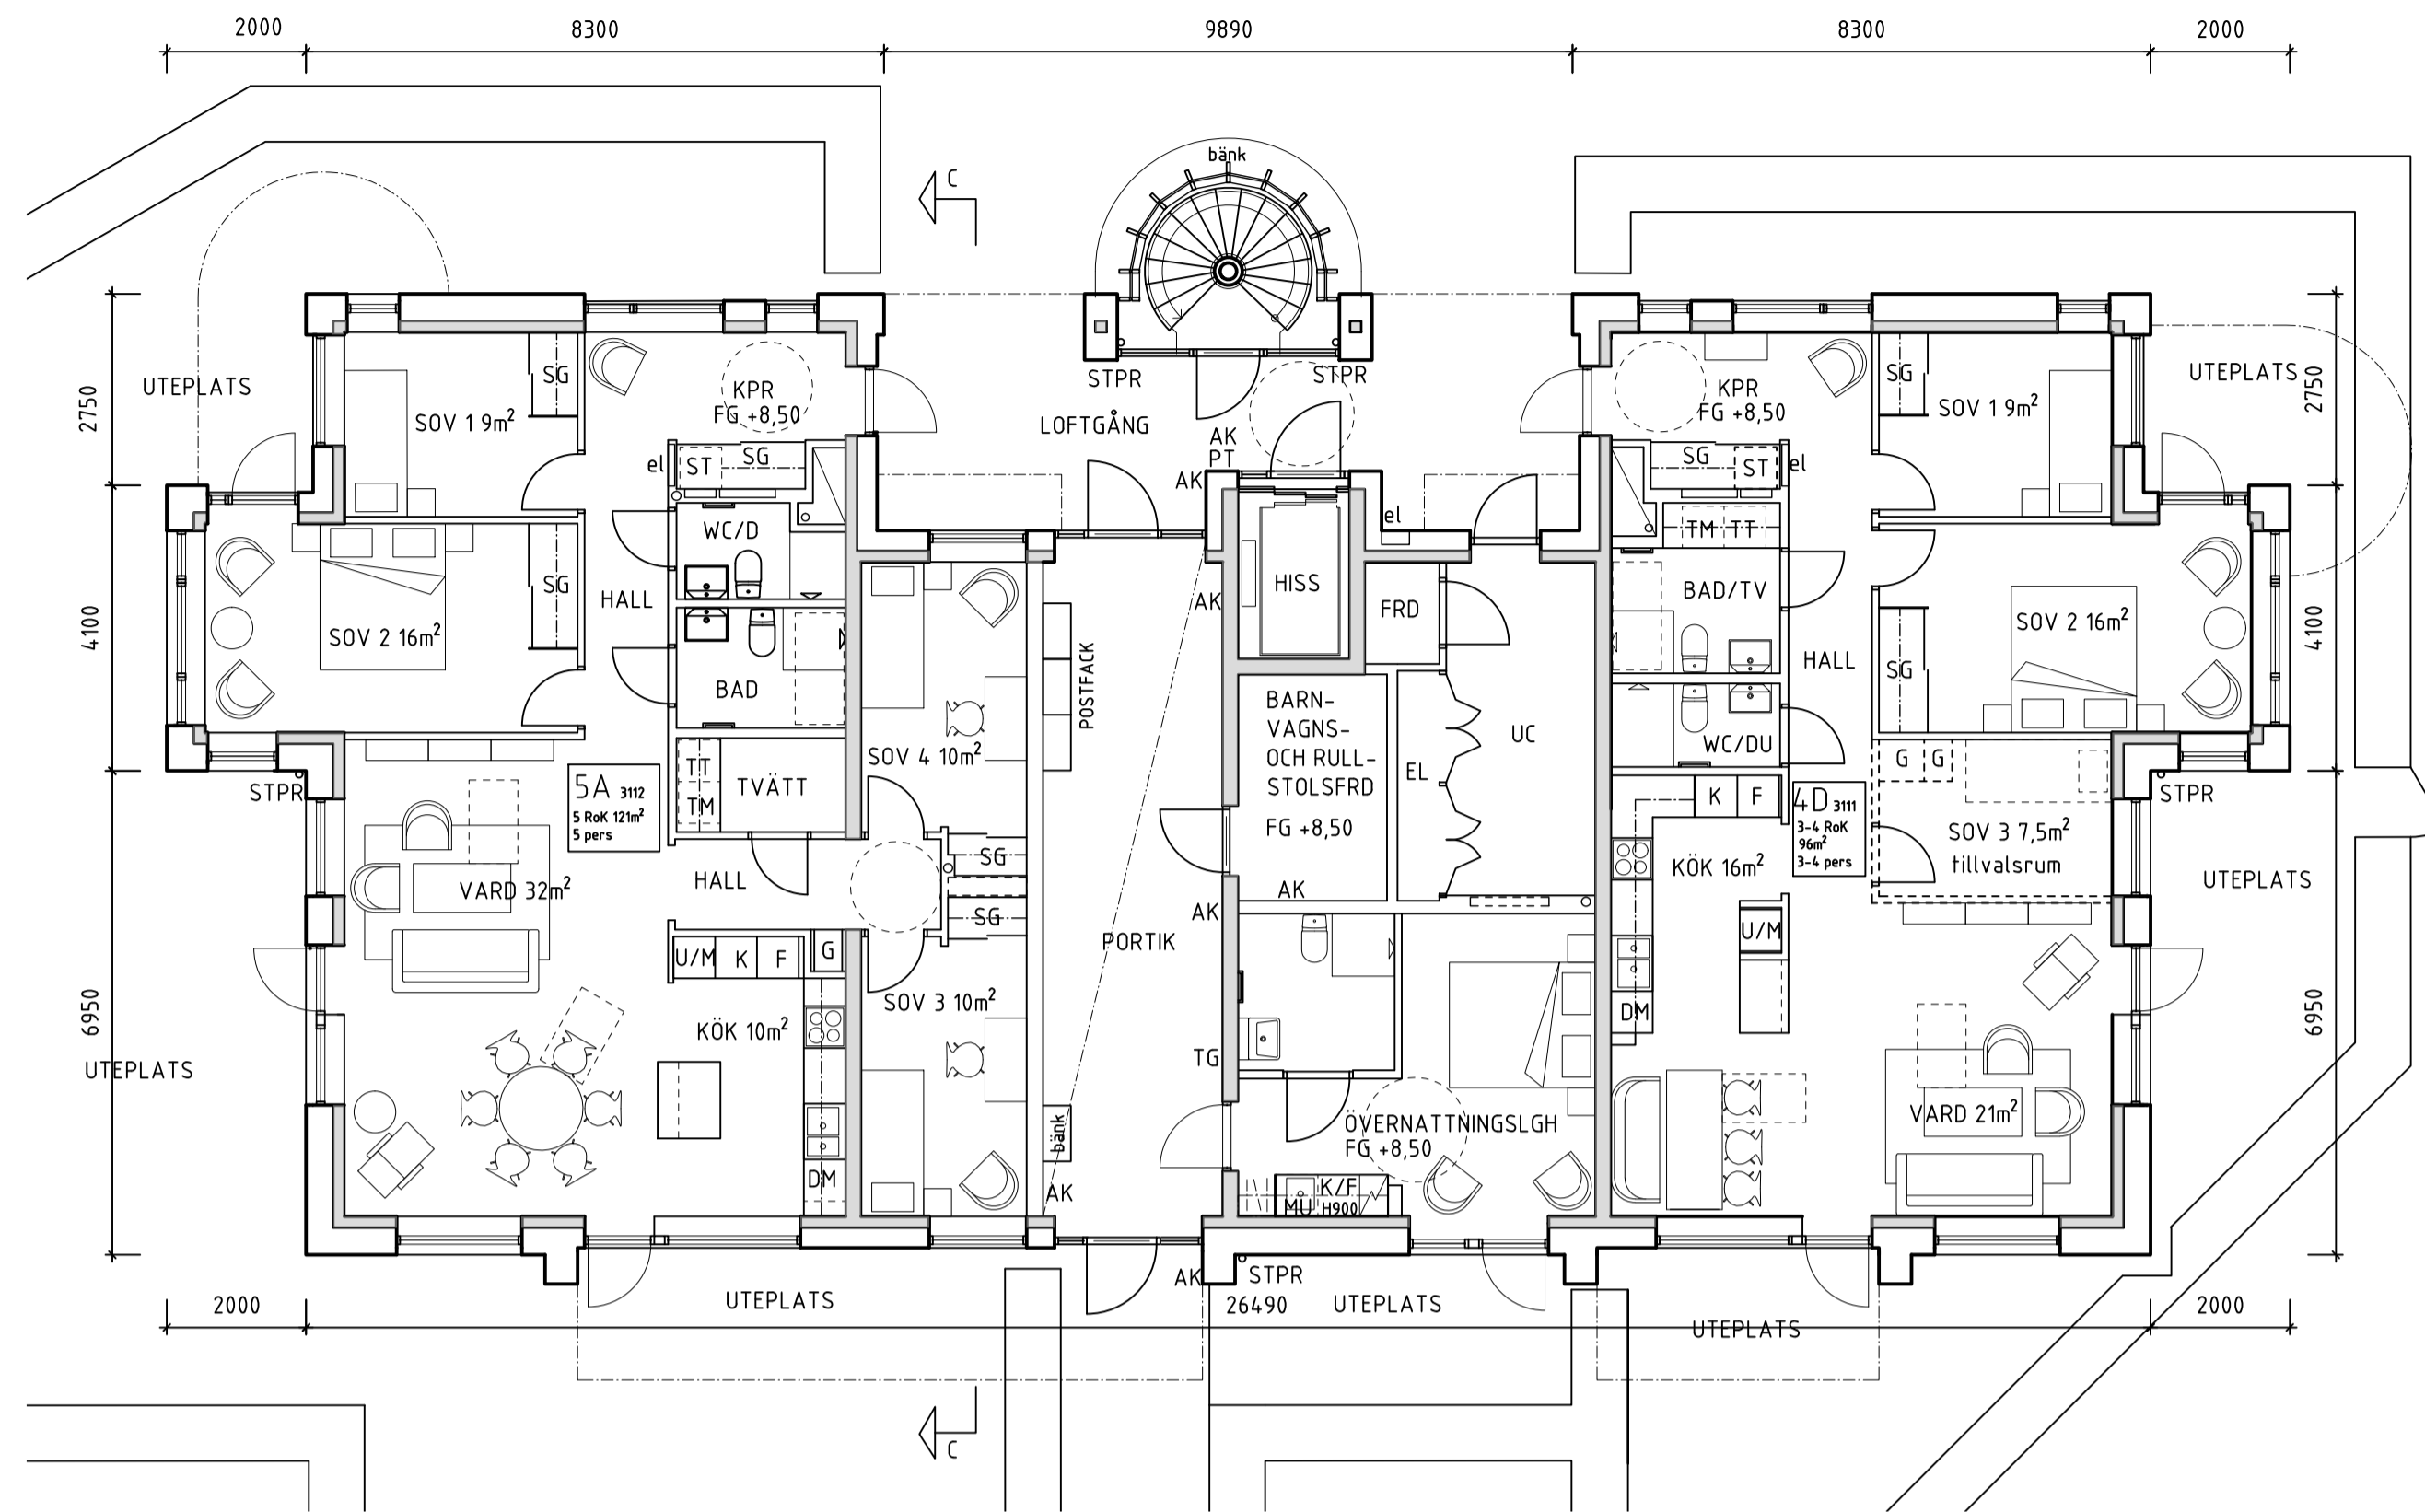 2000
8300
9890
8300
2000
bänk
C
2750
UTEPLATS
SOV 1 9m²
SG
KPR
FG +8,50
STPR
STPR
LOFTGÅNG
AK
PT
AK
KPR
FG +8,50
SG
SOV 1 9m²
UTEPLATS
2750
el
ST
SG
SG
ST
el
4100
SOV 2 16m²
SG
HALL
WC/D
BAD
el
AK
HISS
FRD
TM
TT
BAD/TV
HALL
SG
SOV 2 16m²
4100
POSTFACK
BARN-
VAGNS-
OCH RULL-
STOLSFRD
FG +8,50
EL
UC
WC/DU
G
G
STPR
5A 3112
5 RoK 121m²
5 pers
TT
TM
TVÄTT
SOV 4 10m²
K
F
4D 3111
3-4 RoK
96m²
3-4 pers
SOV 3 7,5m²
tillvalsrum
STPR
VARD 32m²
HALL
SG
SG
AK
AK
KÖK 16m²
UTEPLATS
6950
UTEPLATS
U/M
K
F
G
SOV 3 10m²
PORTIK
U/M
6950
KÖK 10m²
DM
TG
DM
bänk
AK
ÖVERNATTNINGSLGH
FG +8,50
K/F
MU
H900
VARD 21m²
AK
STPR
2000
UTEPLATS
26490
UTEPLATS
UTEPLATS
2000
C